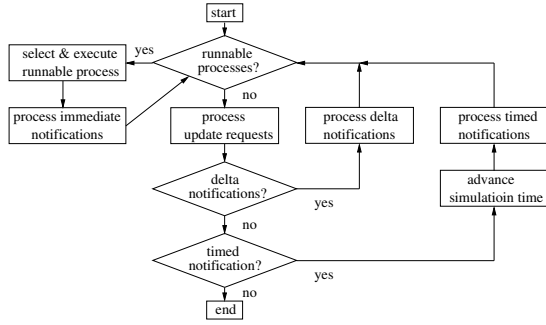 start
yes
select & execute
runnable process
runnable
processes?
process immediate
notifications
no
process
update requests
process delta
notifications
process timed
notifications
delta
notifications?
yes
advance
simulatioin time
no
timed
notification?
yes
no
end